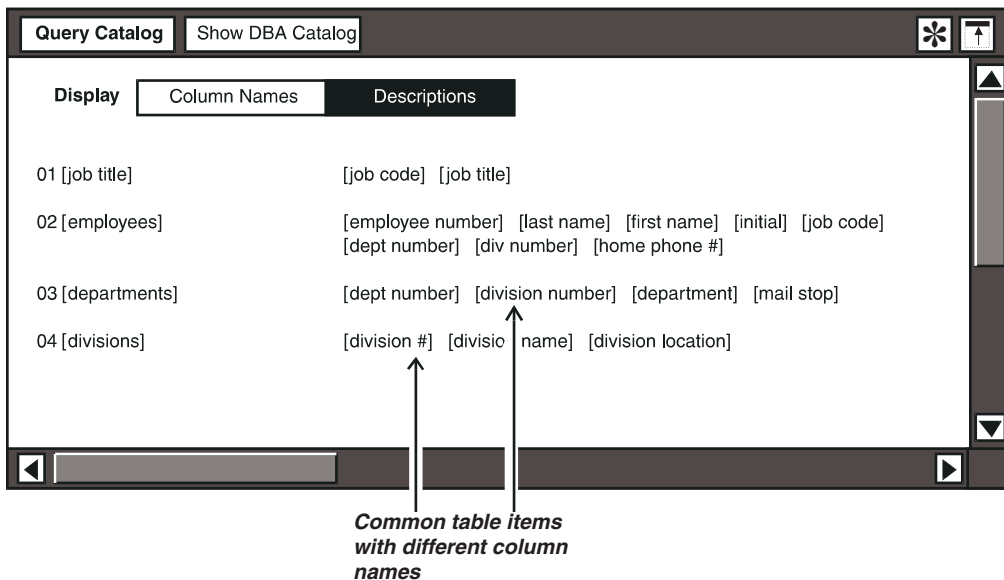 Query Catalog Show DBA Catalog
Display Column Names Descriptions
01 [job title] [job code] [job title]
02 [employees] [employee number] [last name] [first name] [initial] [job code]
[dept number] [div number] [home phone #]
03 [departments] [dept number] [division number] [department] [mail stop]
04 [divisions] [division #] [divisio name] [division location]
Common table items
with different column
names